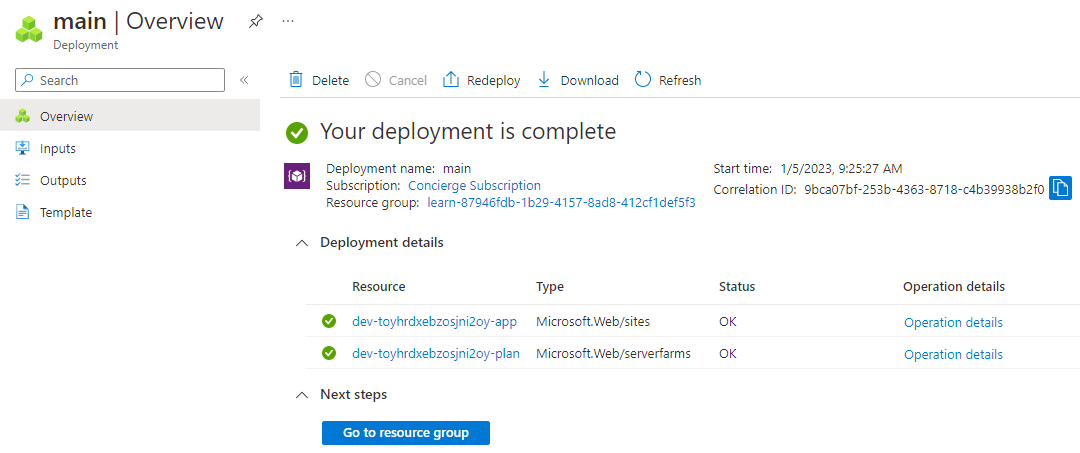 main | Overview
Deployment
Search
Overview
Inputs
Outputs
Template
Delete Cancel Redeploy Download Refresh
Your deployment is complete
Deployment name: main
Subscription: Concierge Subscription
Resource group: learn-87946fdb-1b29-4157-8ad8-412cf1def5f3
Start time: 1/5/2023, 9:25:27 AM
Correlation ID: 9bca07bf-253b-4363-8718-c4b39938b2f0
Deployment details
Resource Type Status Operation details
dev-toyhrdxebzosjni2oy-app Microsoft.Web/sites OK Operation details
dev-toyhrdxebzosjni2oy-plan Microsoft.Web/serverfarms OK Operation details
Next steps
Go to resource group